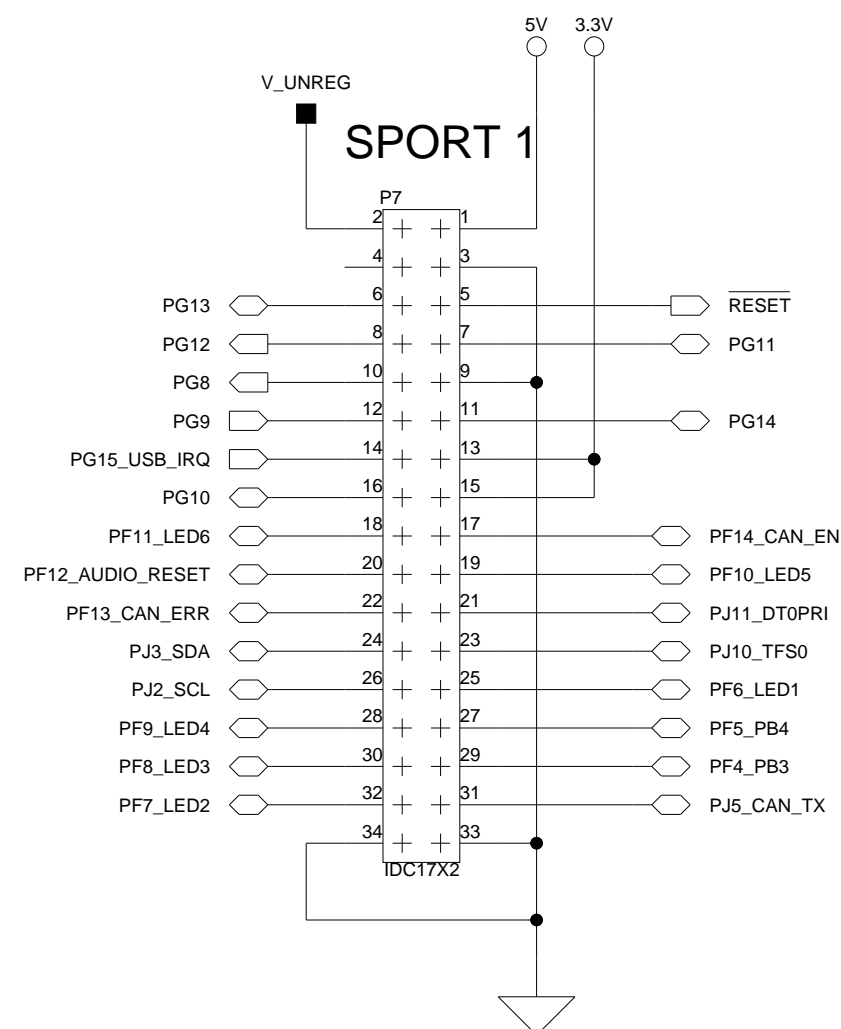 5V 3.3V
V_UNREG
SPORT 1
P7
2 1
4 3
PG13 6 5 RESET
PG12 8 7 PG11
PG8 10 9
PG9 12 11 PG14
PG15_USB_IRQ 14 13
PG10 16 15
PF11_LED6 18 17 PF14_CAN_EN
PF12_AUDIO_RESET 20 19 PF10_LED5
PF13_CAN_ERR 22 21 PJ11_DT0PRI
PJ3_SDA 24 23 PJ10_TFS0
PJ2_SCL 26 25 PF6_LED1
PF9_LED4 28 27 PF5_PB4
PF8_LED3 30 29 PF4_PB3
PF7_LED2 32 31 PJ5_CAN_TX
34 33
IDC17X2